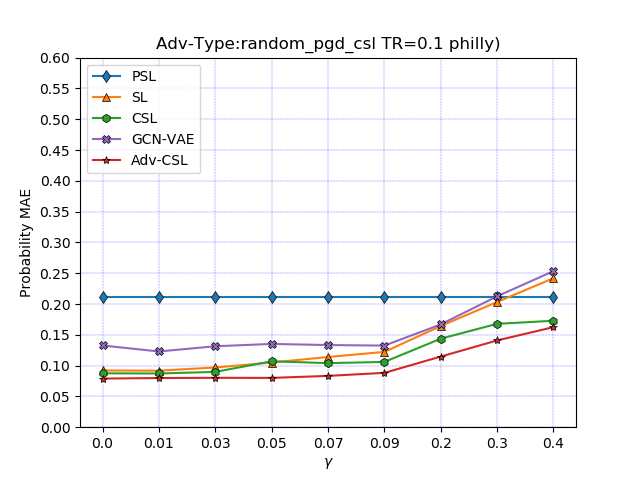 Adv-Type:random_pgd_csl TR=0.1 philly)
PSL
SL
CSL
GCN-VAE
Adv-CSL
Probability MAE
0.60
0.55
0.50
0.45
0.40
0.35
0.30
0.25
0.20
0.15
0.10
0.05
0.00
0.0 0.01 0.03 0.05 0.07 0.09 0.2 0.3 0.4
γ